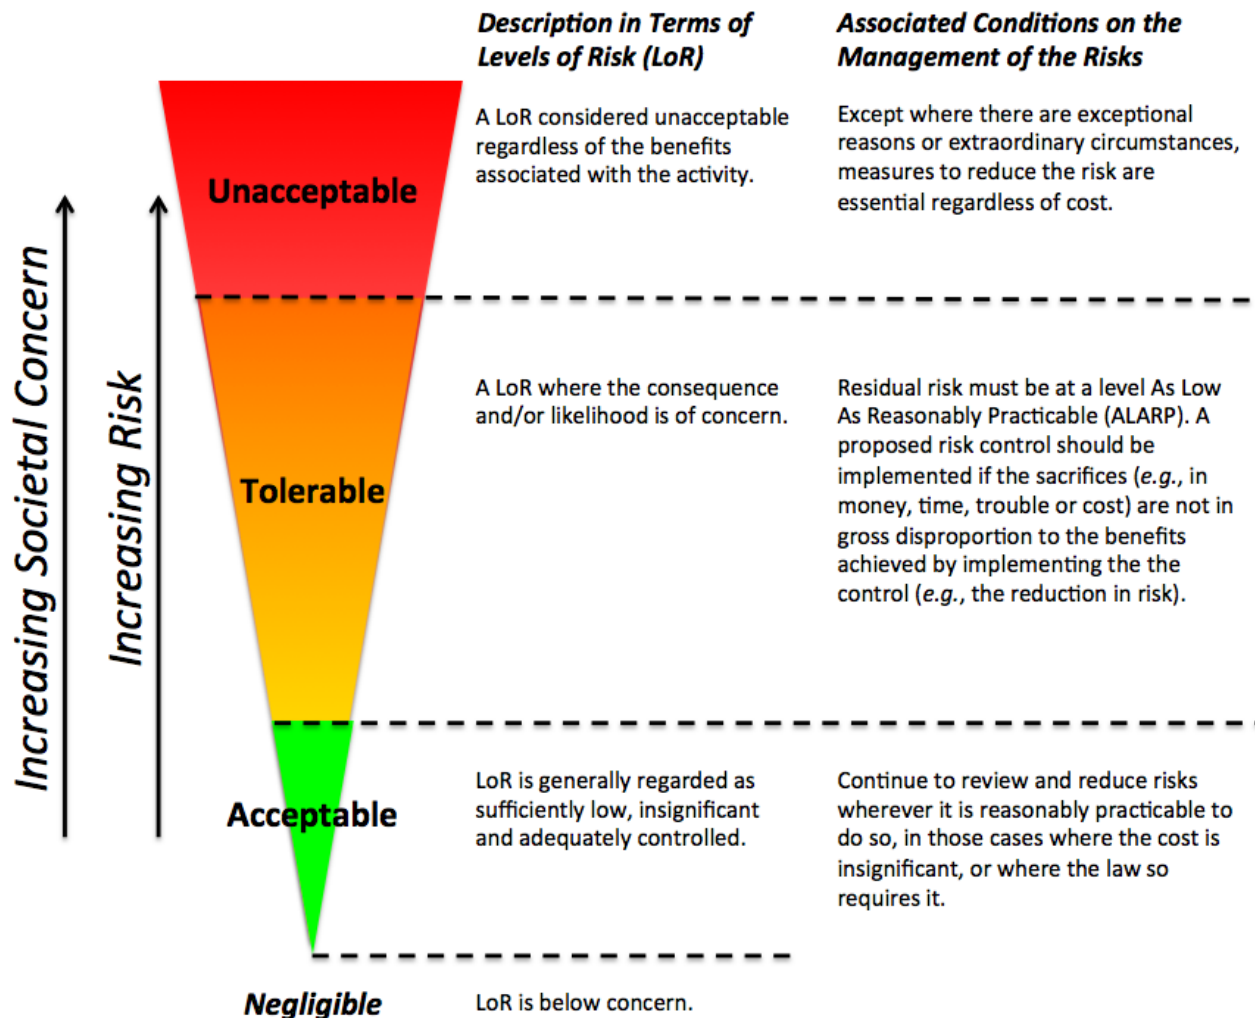 Description in Terms of
Levels of Risk (LoR)
Associated Conditions on the
Management of the Risks
Increasing Societal Concern
Increasing Risk
Unacceptable
A LoR considered unacceptable
regardless of the benefits
associated with the activity.
Except where there are exceptional
reasons or extraordinary circumstances,
measures to reduce the risk are
essential regardless of cost.
Tolerable
A LoR where the consequence
and/or likelihood is of concern.
Residual risk must be at a level As Low
As Reasonably Practicable (ALARP). A
proposed risk control should be
implemented if the sacrifices (e.g., in
money, time, trouble or cost) are not in
gross disproportion to the benefits
achieved by implementing the the
control (e.g., the reduction in risk).
Acceptable
LoR is generally regarded as
sufficiently low, insignificant
and adequately controlled.
Continue to review and reduce risks
wherever it is reasonably practicable to
do so, in those cases where the cost is
insignificant, or where the law so
requires it.
Negligible
LoR is below concern.